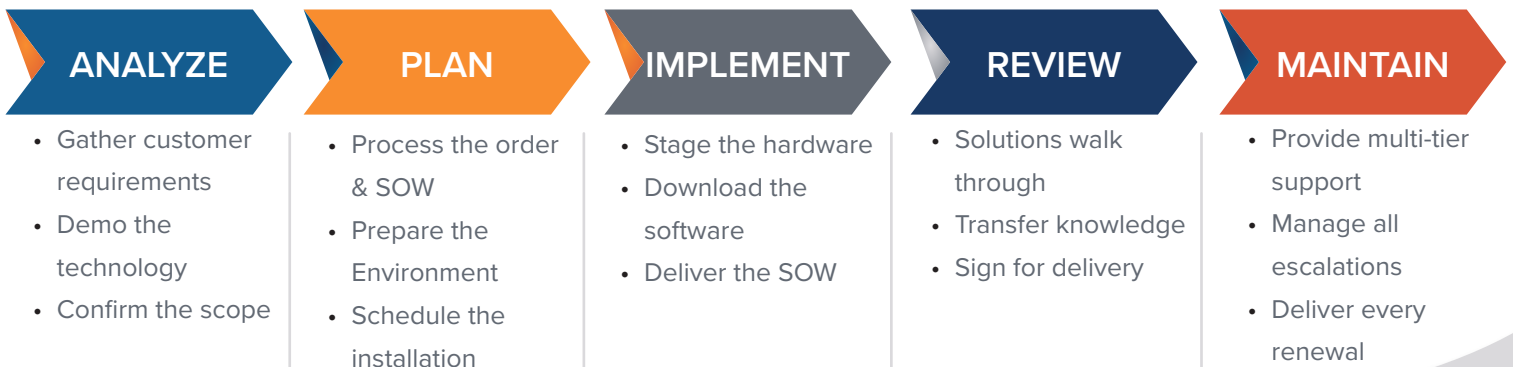 ANALYZE
• Gather customer
requirements
• Demo the
technology
• Confirm the scope
PLAN
• Process the order
& SOW
• Prepare the
Environment
• Schedule the
installation
IMPLEMENT
• Stage the hardware
• Download the
software
• Deliver the SOW
REVIEW
• Solutions walk
through
• Transfer knowledge
• Sign for delivery
MAINTAIN
• Provide multi-tier
support
• Manage all
escalations
• Deliver every
renewal